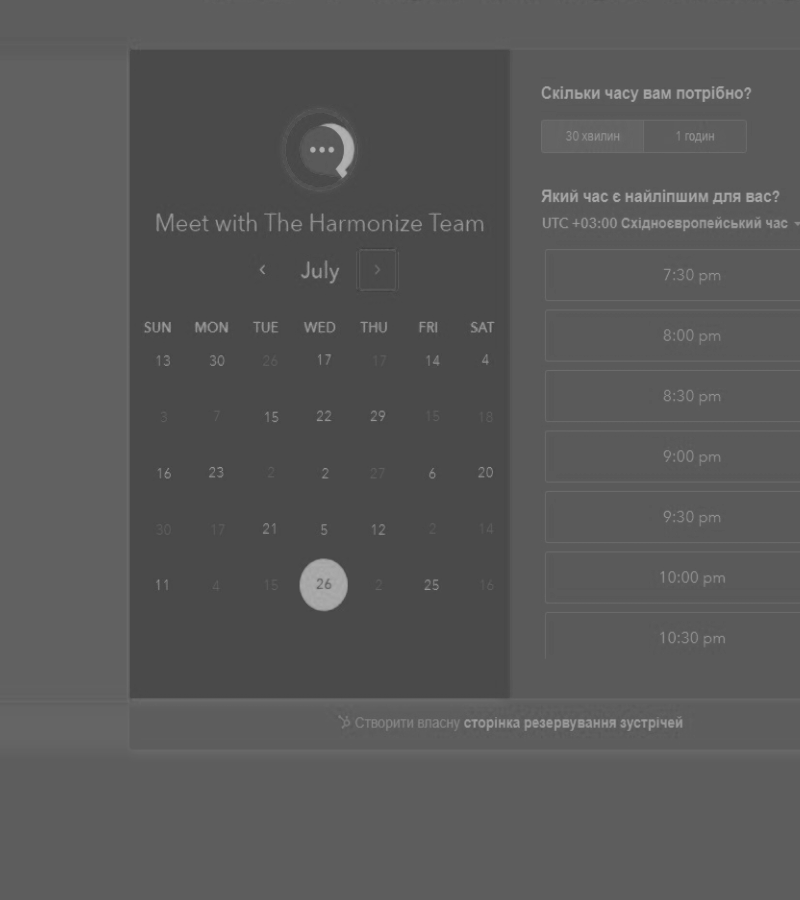 Meet with The Harmonize Team
July
SUN MON TUE WED THU FRI SAT
13 30 26 17 17 14 4
3 7 15 22 29 15 18
16 23 2 2 27 6 20
30 17 21 5 12 2 14
11 4 15 26 2 25 16
Скільки часу вам потрібно?
30 хвилин 1 годин
Який час є найліпшим для вас?
UTC +03:00 Східноєвропейський час
7:30 pm
8:00 pm
8:30 pm
9:00 pm
9:30 pm
10:00 pm
10:30 pm
Створити власну сторінка резервування зустрічей